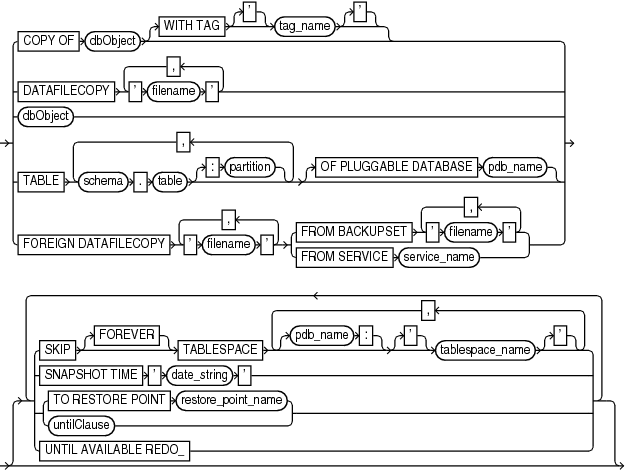 ' '
COPY OF dbObject WITH TAG tag_name
,
DATAFILECOPY ' filename '
dbObject
,
: partition OF PLUGGABLE DATABASE pdb_name
TABLE schema . table
, ,
FOREIGN DATAFILECOPY ' filename ' FROM BACKUPSET ' filename '
FROM SERVICE service_name
,
FOREVER pdb_name : ' '
SKIP TABLESPACE tablespace_name
SNAPSHOT TIME ' date_string '
TO RESTORE POINT restore_point_name
untilClause
UNTIL AVAILABLE REDO_